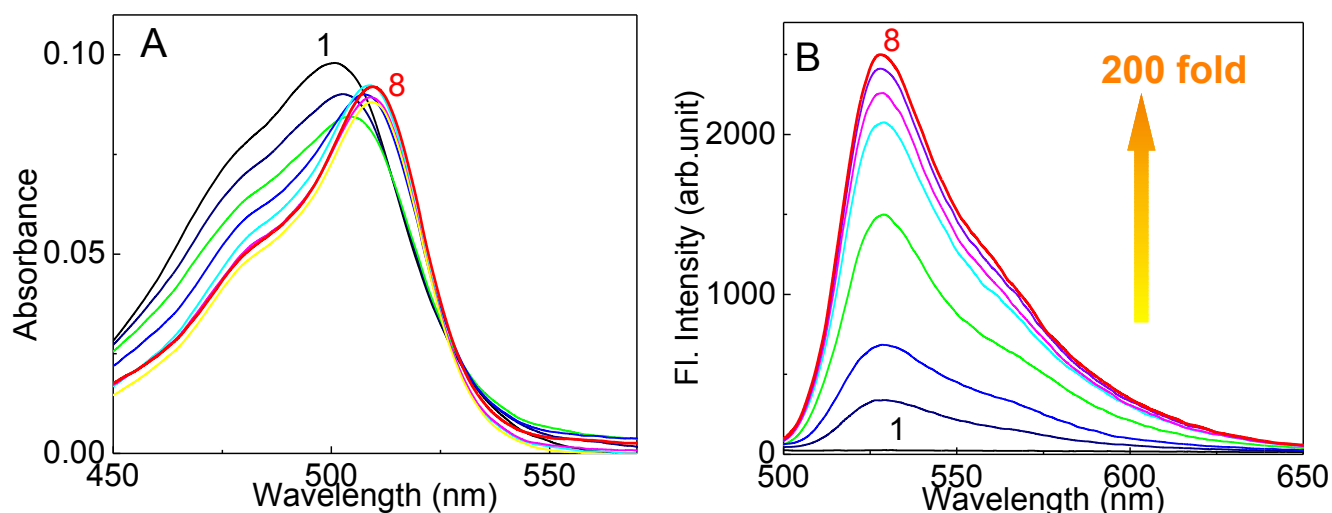 A
1
8
0.10
0.05
0.00
Absorbance
450
500
550
Wavelength (nm)
B
8
200 fold
1
2000
1000
0
Fl. Intensity (arb.unit)
500
550
600
650
Wavelength (nm)